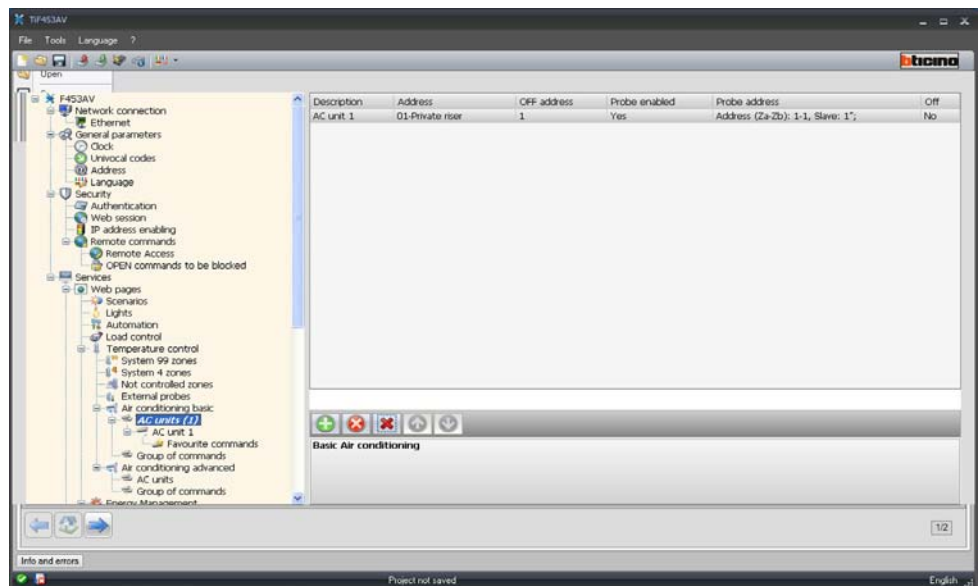 TiF453AV
File Tools Language ?
bticino
Open
F453AV
Network connection
Ethernet
General parameters
Clock
Univocal codes
Address
Language
Security
Authentication
Web session
IP address enabling
Remote commands
Remote Access
OPEN commands to be blocked
Services
Web pages
Scenarios
Lights
Automation
Load control
Temperature control
System 99 zones
System 4 zones
Not controlled zones
External probes
Air conditioning basic
AC units (1)
AC unit 1
Favourite commands
Group of commands
Air conditioning advanced
AC units
Group of commands
Energy Management
Description Address OFF address Probe enabled Probe address Off
AC unit 1 01-Private riser 1 Yes Address (Za-Zb): 1-1, Slave: 1"; No
Basic Air conditioning
1/2
Info and errors
Project not saved English